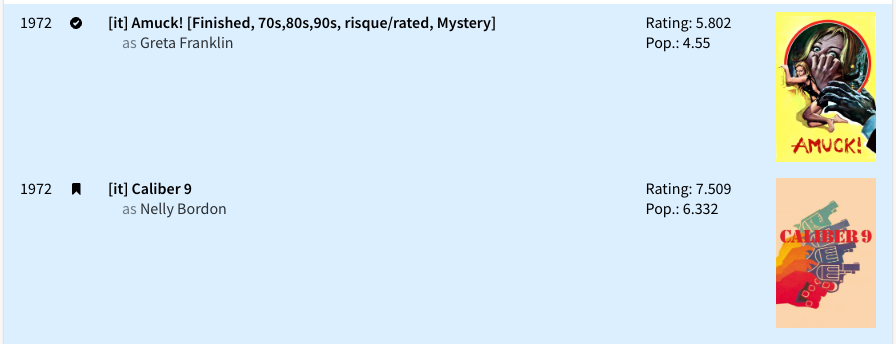 1972 [it] Amuck! [Finished, 70s,80s,90s, risque/rated, Mystery] Rating: 5.802
as Greta Franklin Pop.: 4.55
AMUCK!
1972 [it] Caliber 9 Rating: 7.509
as Nelly Bordon Pop.: 6.332
CALIBER 9